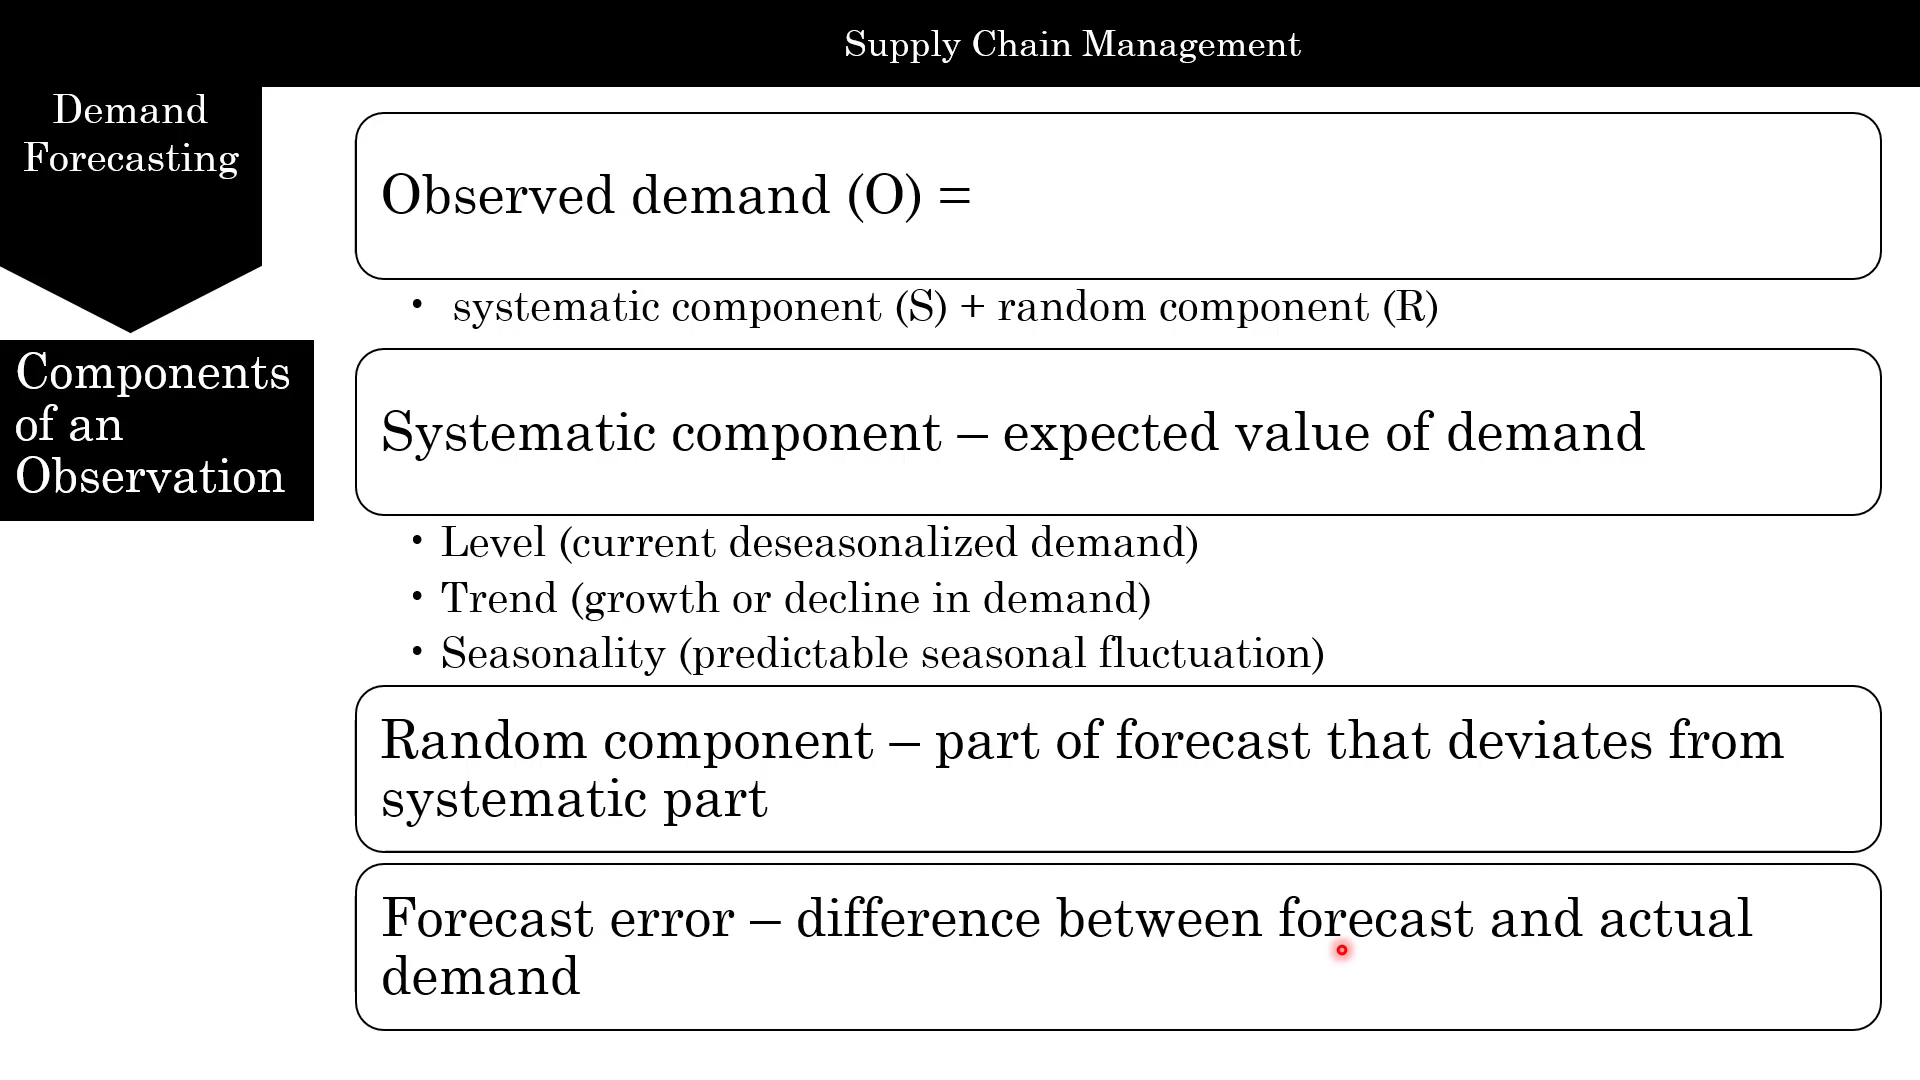 Supply Chain Management
Demand
Forecasting
Components
of an
Observation
Observed demand (O) =
• systematic component (S) + random component (R)
Systematic component – expected value of demand
• Level (current deseasonalized demand)
• Trend (growth or decline in demand)
• Seasonality (predictable seasonal fluctuation)
Random component – part of forecast that deviates from
systematic part
Forecast error – difference between forecast and actual
demand